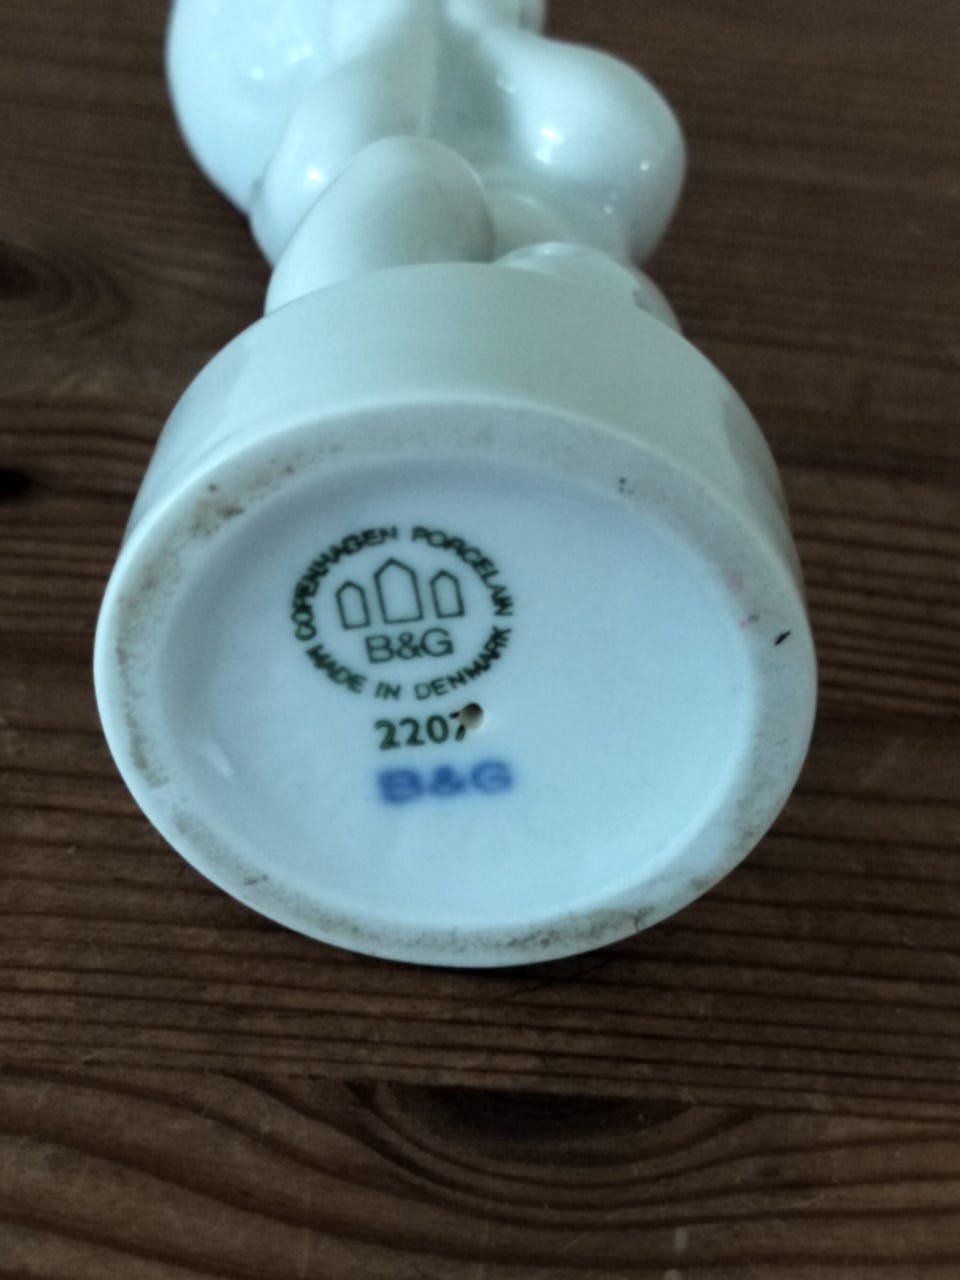 COPENHAGEN PORCELAIN
B&G
MADE IN DENMARK
2207
B&G